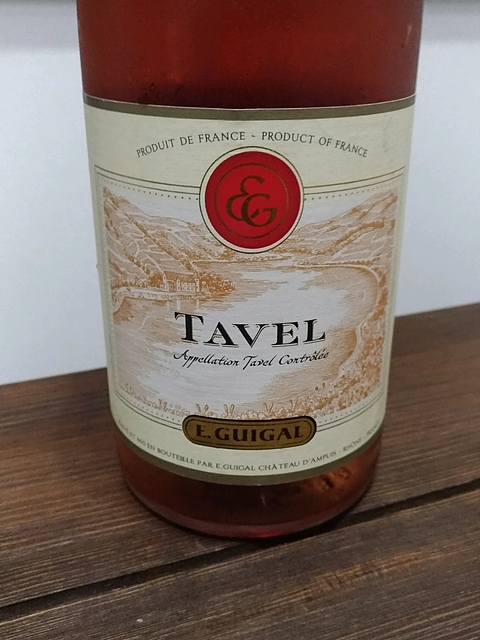 PRODUIT DE FRANCE - PRODUCT OF FRANCE
EG
TAVEL
Appellation Tavel Contrôlée
E.GUIGAL
ET MIS EN BOUTEILLE PAR E.GUIGAL CHÂTEAU D'AMPUIS - RHÔNE